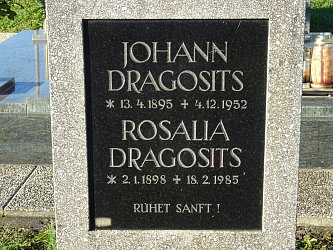 JOHANN
DRAGOSITS
* 13.4.1895 + 4.12.1952
ROSALIA
DRAGOSITS
* 2.1.1898 + 18.2.1985
RUHET SANFT!